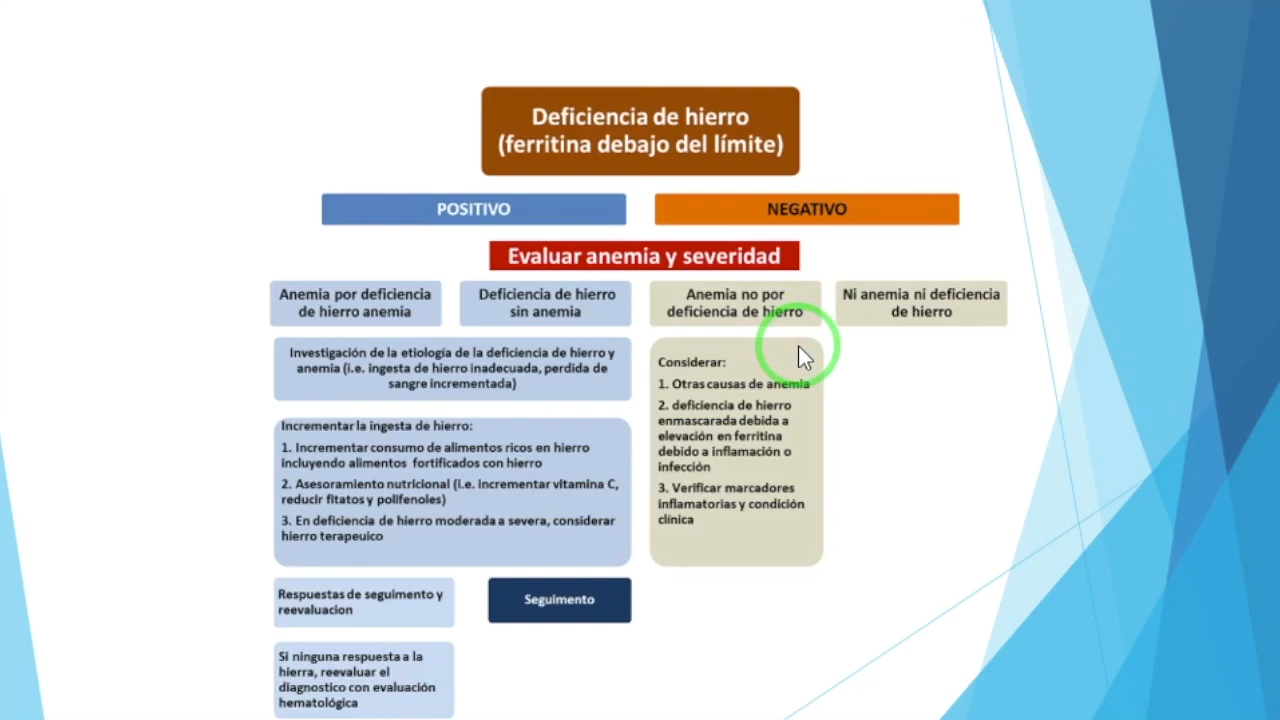 Deficiencia de hierro
(ferritina debajo del límite)
POSITIVO
NEGATIVO
Evaluar anemia y severidad
Anemia por deficiencia
de hierro anemia
Deficiencia de hierro
sin anemia
Anemia no por
deficiencia de hierro
Ni anemia ni deficiencia
de hierro
Investigación de la etiología de la deficiencia de hierro y
anemia (i.e. ingesta de hierro inadecuada, perdida de
sangre incrementada)
Incrementar la ingesta de hierro:
1. Incrementar consumo de alimentos ricos en hierro
incluyendo alimentos fortificados con hierro
2. Asesoramiento nutricional (i.e. incrementar vitamina C,
reducir fitatos y polifenoles)
3. En deficiencia de hierro moderada a severa, considerar
hierro terapeuico
Considerar:
1. Otras causas de anemia
2. deficiencia de hierro
enmascarada debida a
elevación en ferritina
debido a inflamación o
infección
3. Verificar marcadores
inflamatorias y condición
clínica
Respuestas de seguimento y
reevaluacion
Seguimento
Si ninguna respuesta a la
hierra, reevaluar el
diagnostico con evaluación
hematológica